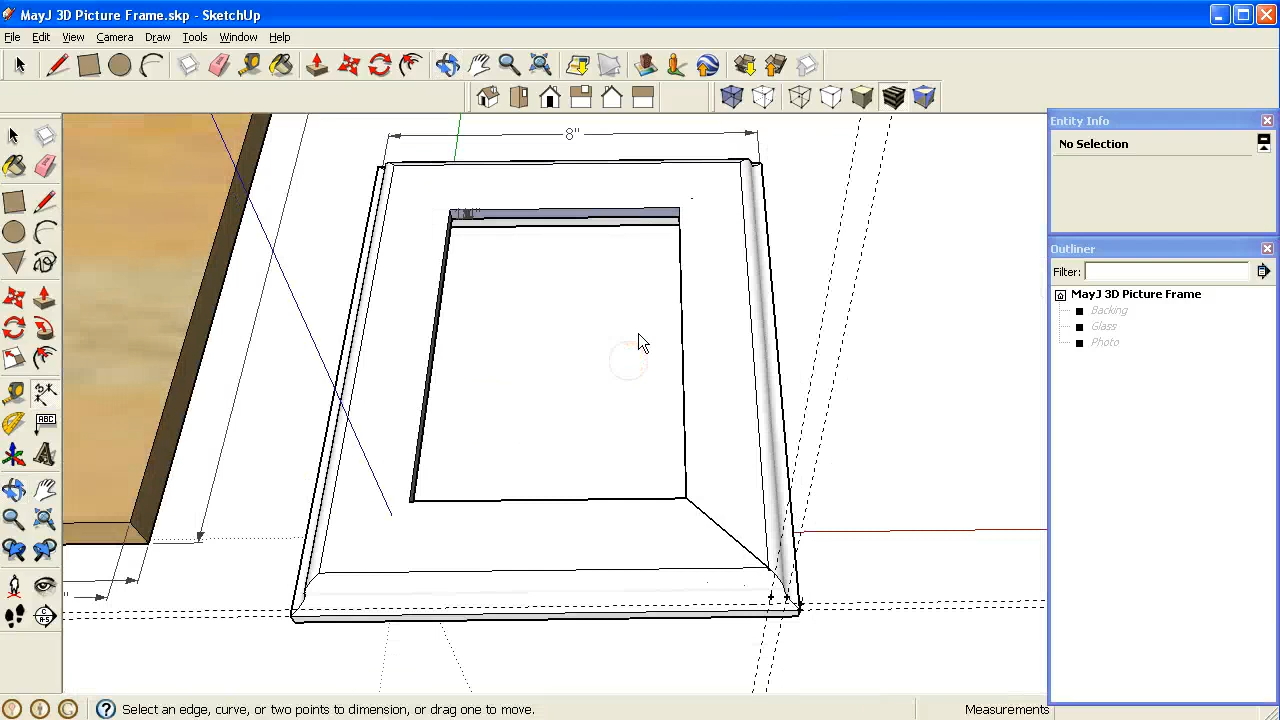 MayJ 3D Picture Frame.skp - SketchUp
File Edit View Camera Draw Tools Window Help
8"
Entity Info
No Selection
Outliner
Filter:
MayJ 3D Picture Frame
Backing
Glass
Photo
ABC
A
"
Select an edge, curve, or two points to dimension, or drag one to move.
Measurements